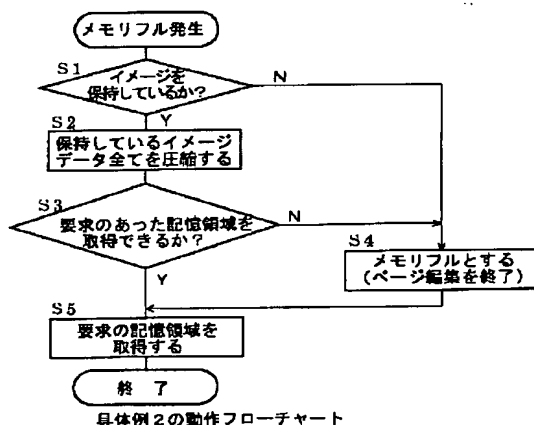 メモリフル発生
S1
イメージを
保持しているか?
N
Y
S2
保持しているイメージ
データ全てを圧縮する
S3
要求のあった記憶領域を
取得できるか?
N
Y
S4
メモリフルとする
(ページ編集を終了)
S5
要求の記憶領域を
取得する
終 了
具体例2の動作フローチャート